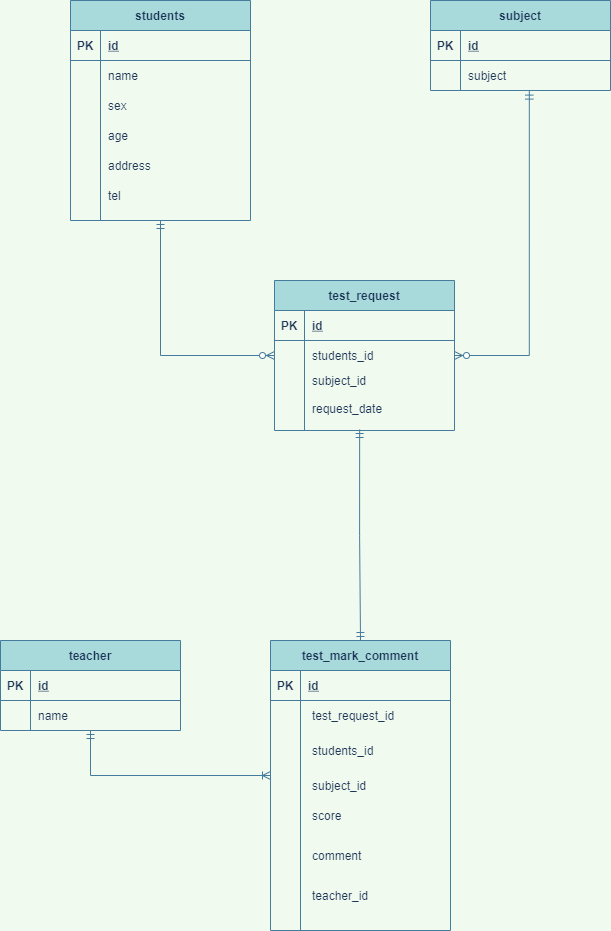 students
PK id
name
sex
age
address
tel
subject
PK id
subject
test_request
PK id
students_id
subject_id
request_date
teacher
PK id
name
test_mark_comment
PK id
test_request_id
students_id
subject_id
score
comment
teacher_id